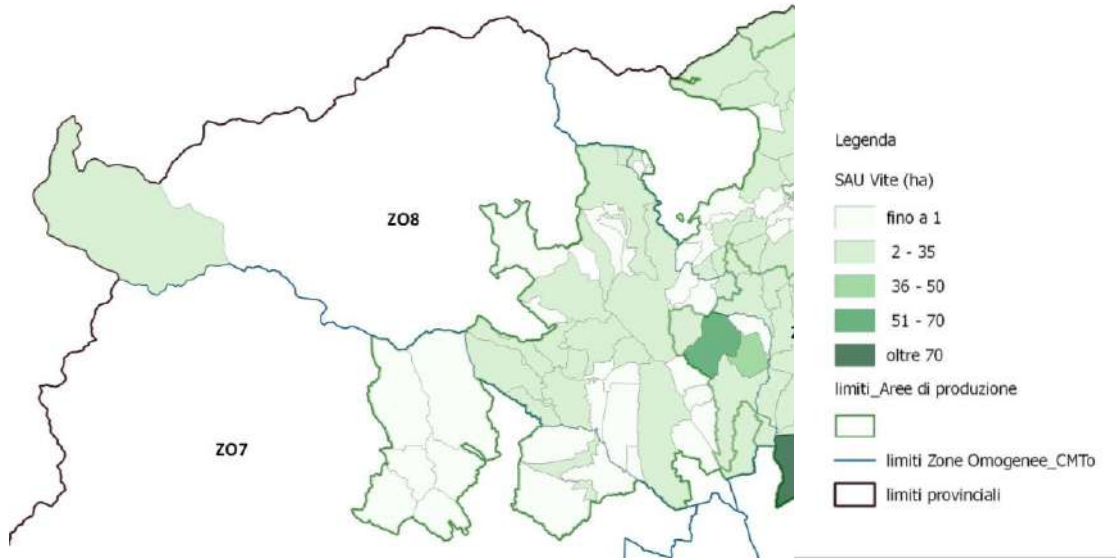 ZO8
ZO7
Legenda
SAU Vite (ha)
fino a 1
2 - 35
36 - 50
51 - 70
oltre 70
limiti_Aree di produzione
limiti Zone Omogenee_CMTo
limiti provinciali